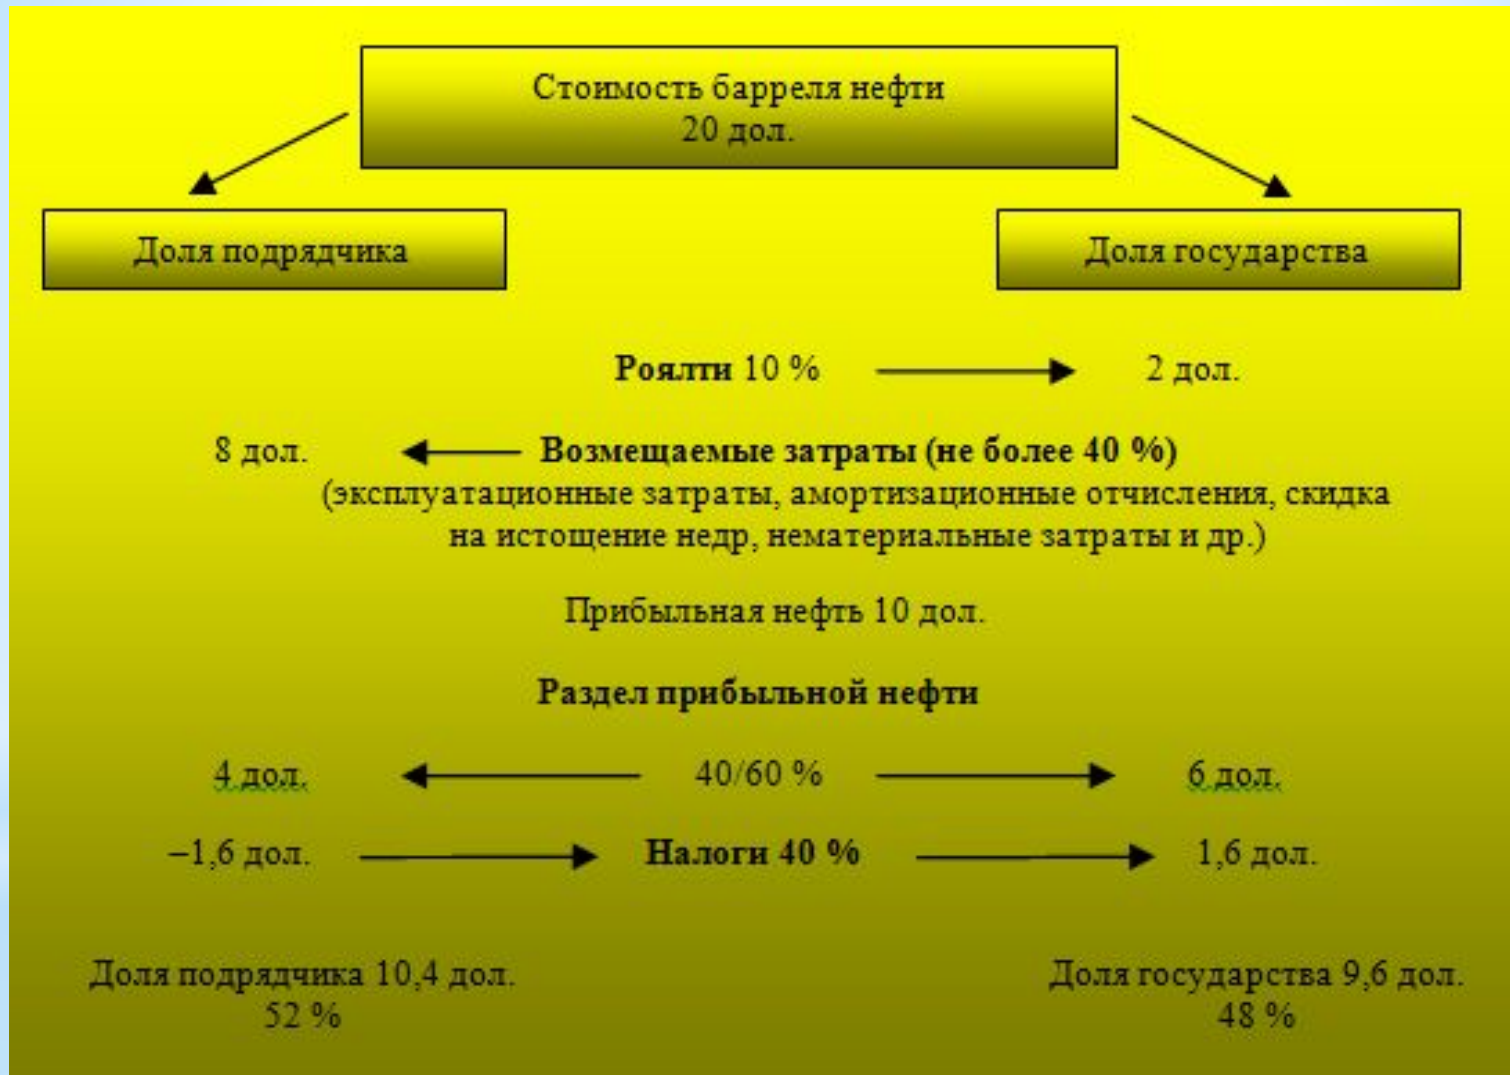 Стоимость барреля нефти
20 дол.
Доля подрядчика
Доля государства
Роялти 10 %
2 дол.
8 дол.
Возмещаемые затраты (не более 40 %)
(эксплуатационные затраты, амортизационные отчисления, скидка
на истощение недр, нематериальные затраты и др.)
Прибыльная нефть 10 дол.
Раздел прибыльной нефти
4 дол.
40/60 %
6 дол.
–1,6 дол.
Налоги 40 %
1,6 дол.
Доля подрядчика 10,4 дол.
52 %
Доля государства 9,6 дол.
48 %